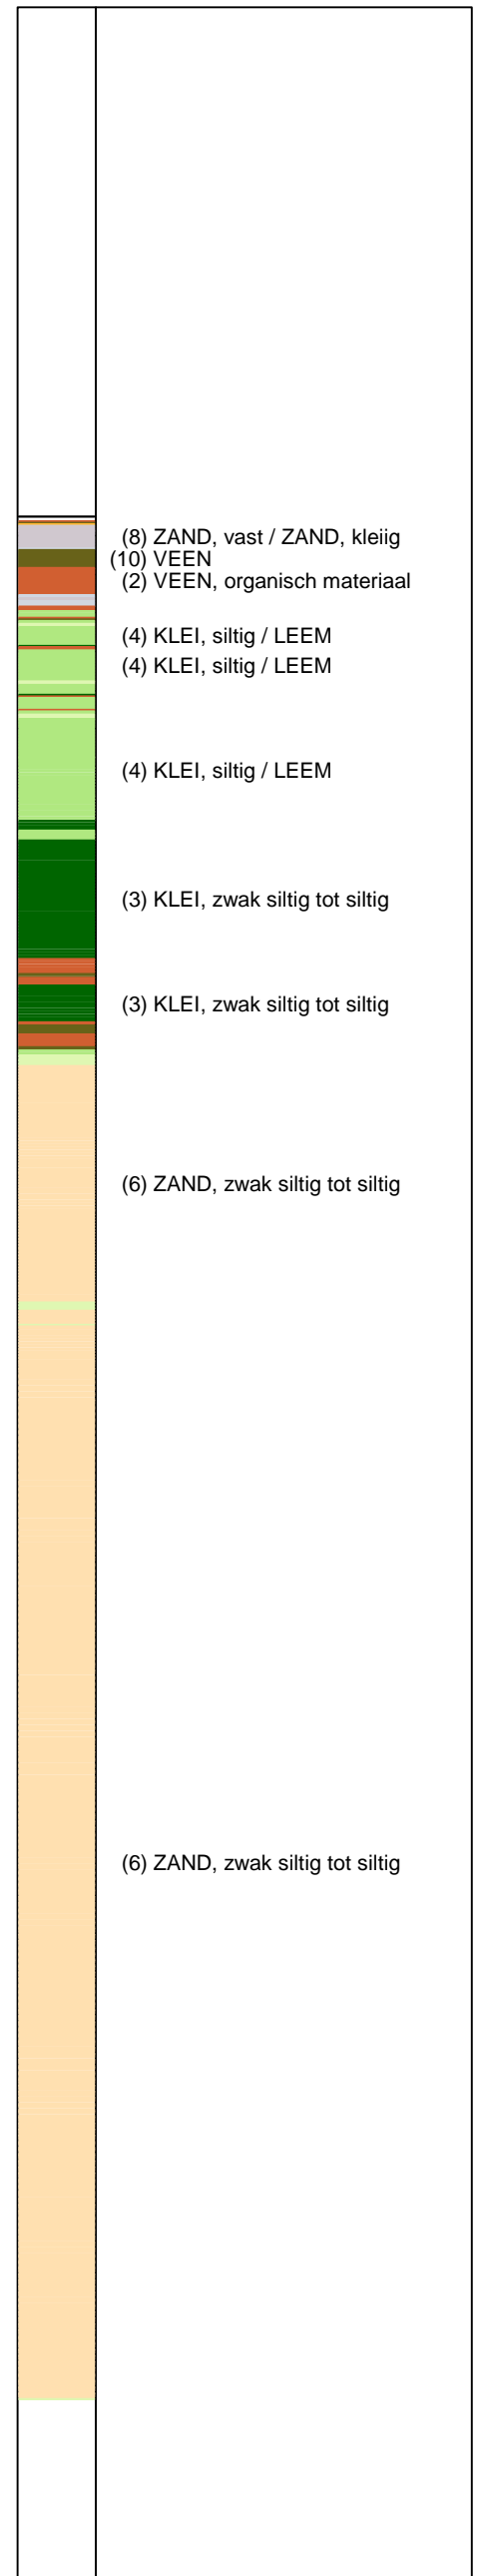 (8) ZAND, vast / ZAND, kleiig
(10) VEEN
(2) VEEN, organisch materiaal
(4) KLEI, siltig / LEEM
(4) KLEI, siltig / LEEM
(4) KLEI, siltig / LEEM
(3) KLEI, zwak siltig tot siltig
(3) KLEI, zwak siltig tot siltig
(6) ZAND, zwak siltig tot siltig
(6) ZAND, zwak siltig tot siltig